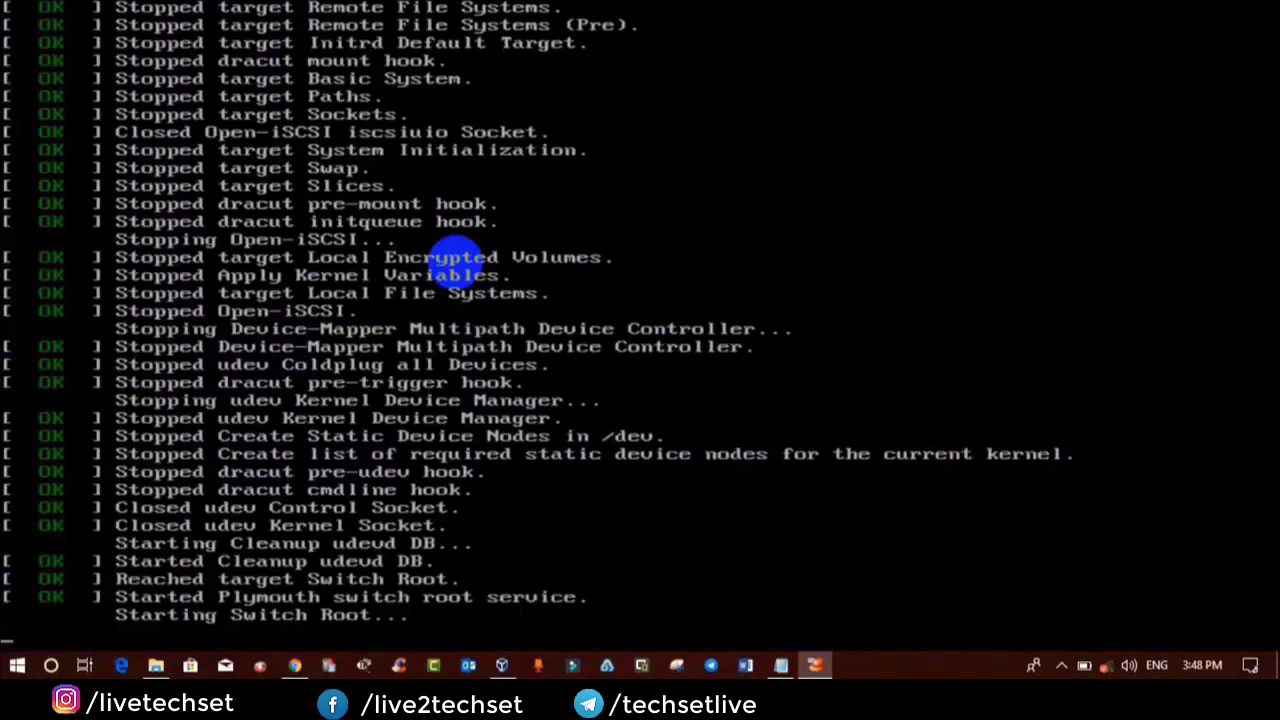 [ OK ] Stopped target Remote File Systems.
[ OK ] Stopped target Remote File Systems (Pre).
[ OK ] Stopped target Initrd Default Target.
[ OK ] Stopped dracut mount hook.
[ OK ] Stopped target Basic System.
[ OK ] Stopped target Paths.
[ OK ] Stopped target Sockets.
[ OK ] Closed Open-iSCSI iscsiuio Socket.
[ OK ] Stopped target System Initialization.
[ OK ] Stopped target Swap.
[ OK ] Stopped target Slices.
[ OK ] Stopped dracut pre-mount hook.
[ OK ] Stopped dracut initqueue hook.
Stopping Open-iSCSI...
[ OK ] Stopped target Local Encrypted Volumes.
[ OK ] Stopped Apply Kernel Variables.
[ OK ] Stopped target Local File Systems.
[ OK ] Stopped Open-iSCSI.
Stopping Device-Mapper Multipath Device Controller...
[ OK ] Stopped Device-Mapper Multipath Device Controller.
[ OK ] Stopped udev Coldplug all Devices.
[ OK ] Stopped dracut pre-trigger hook.
Stopping udev Kernel Device Manager...
[ OK ] Stopped udev Kernel Device Manager.
[ OK ] Stopped Create Static Device Nodes in /dev.
[ OK ] Stopped Create list of required static device nodes for the current kernel.
[ OK ] Stopped dracut pre-udev hook.
[ OK ] Stopped dracut cmdline hook.
[ OK ] Closed udev Control Socket.
[ OK ] Closed udev Kernel Socket.
Starting Cleanup udevd DB...
[ OK ] Started Cleanup udevd DB.
[ OK ] Reached target Switch Root.
[ OK ] Started Plymouth switch root service.
Starting Switch Root...
ENG 3:48 PM
/livetechset /live2techset /techsetlive